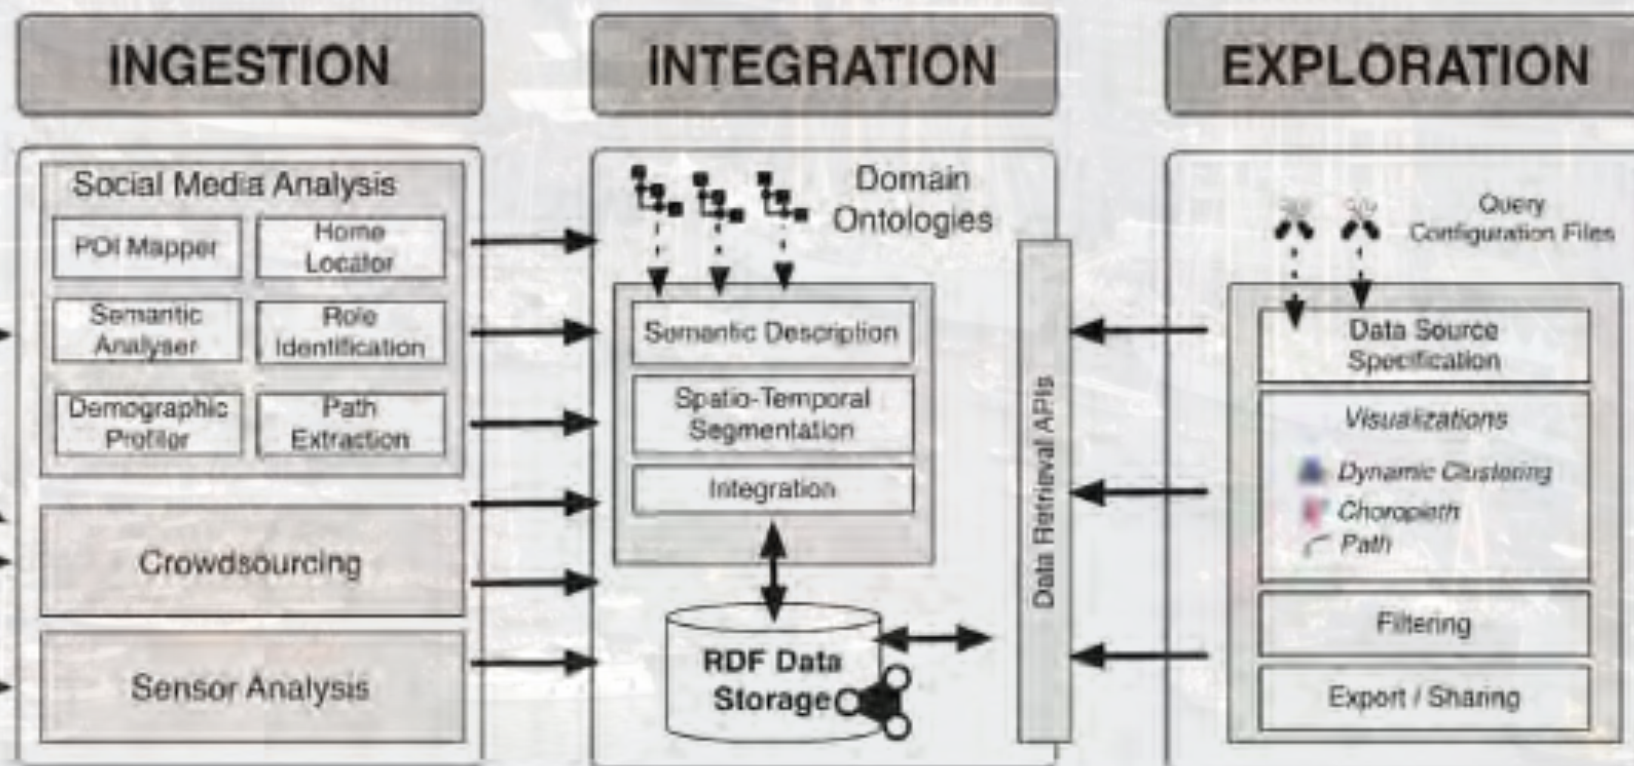 INGESTION
INTEGRATION
EXPLORATION
Social Media Analysis
POI Mapper
Home
Locator
Semantic
Analyser
Role
Identification
Demographic
Profiler
Path
Extraction
Crowdsourcing
Sensor Analysis
Domain
Ontologies
Semantic Description
Spatio-Temporal
Segmentation
Integration
RDF Data
Storage
Data Retrieval APIs
Query
Configuration Files
Data Source
Specification
Visualizations
Dynamic Clustering
Choropleth
Path
Filtering
Export / Sharing